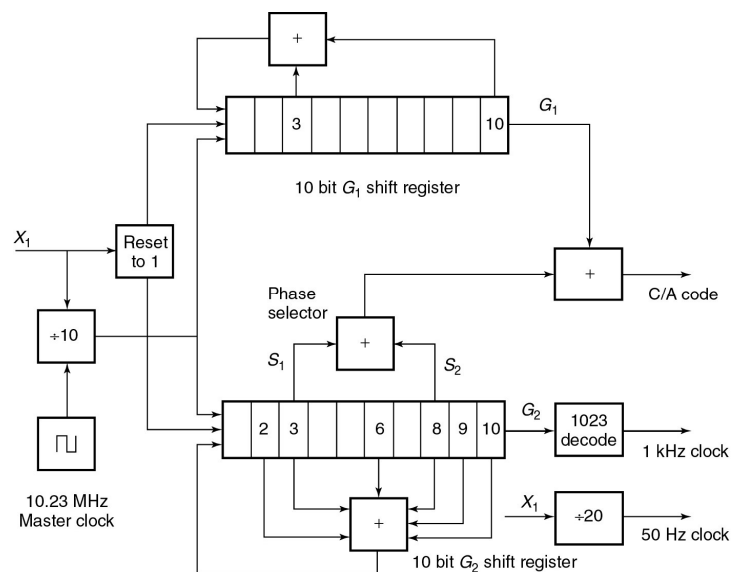 +
3
10
G1
10 bit G1 shift register
X1
Reset
to 1
+
C/A code
Phase
selector
÷10
+
S1
S2
2
3
6
8
9
10
G2
1023
decode
1 kHz clock
10.23 MHz
Master clock
+
X1
÷20
50 Hz clock
10 bit G2 shift register